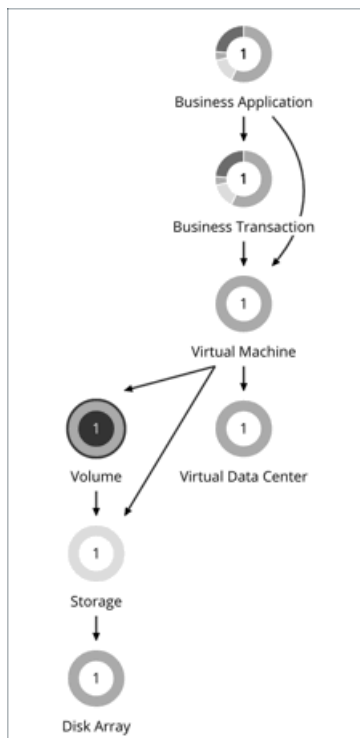 1
Business Application
1
Business Transaction
1
Virtual Machine
1
Volume
1
Virtual Data Center
1
Storage
1
Disk Array